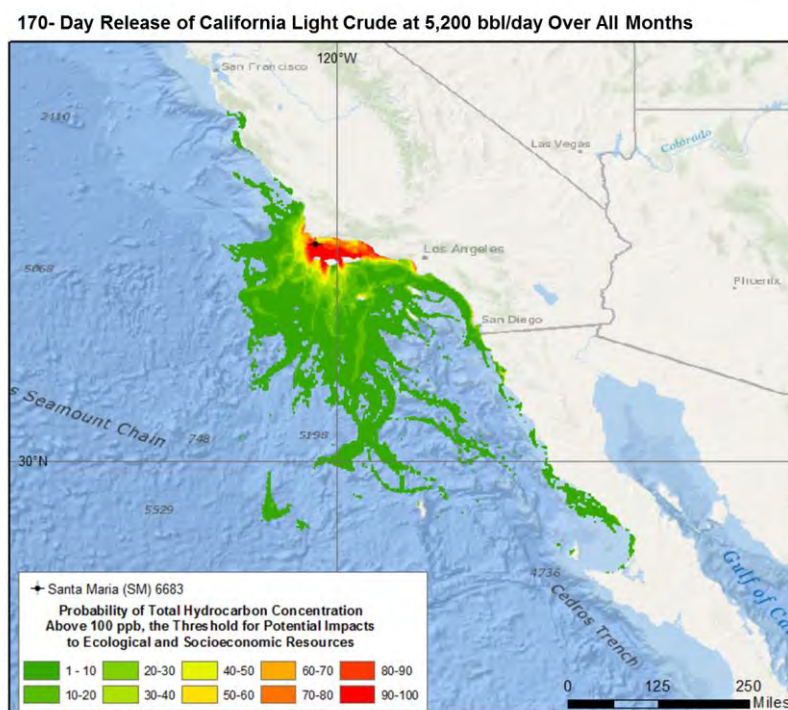 170- Day Release of California Light Crude at 5,200 bbl/day Over All Months
120°W
San Francisco
2110
Las Vegas
Colorado
Los Angeles
5068
Phoenix
San Diego
s Seamount Chain
748
5198
30°N
5529
4736
Cedros Trench
Gulf of Ca
Santa Maria (SM) 6683
Probability of Total Hydrocarbon Concentration
Above 100 ppb, the Threshold for Potential Impacts
to Ecological and Socioeconomic Resources
1 - 10 20-30 40-50 60-70 80-90
10-20 30-40 50-60 70-80 90-100
0 125 250
Miles